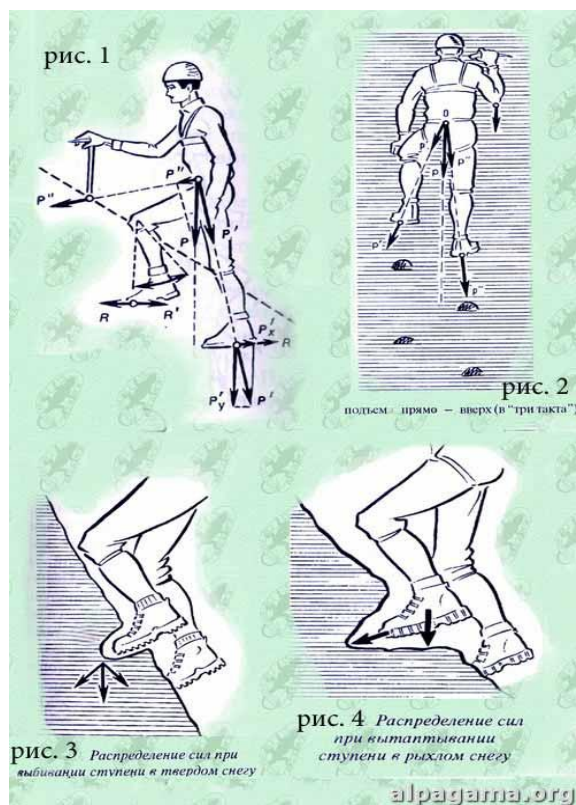 рис. 1
P"
P"
P
P'
R
R'
P'x
R
P'y
P'
O
P'
P"
P
P'
P"
рис. 2
подъем прямо – вверх (в "три такта")
рис. 3 Распределение сил при
выбивании ступени в твердом снегу
рис. 4 Распределение сил
при вытаптывании
ступени в рыхлом снегу
alpagama.org